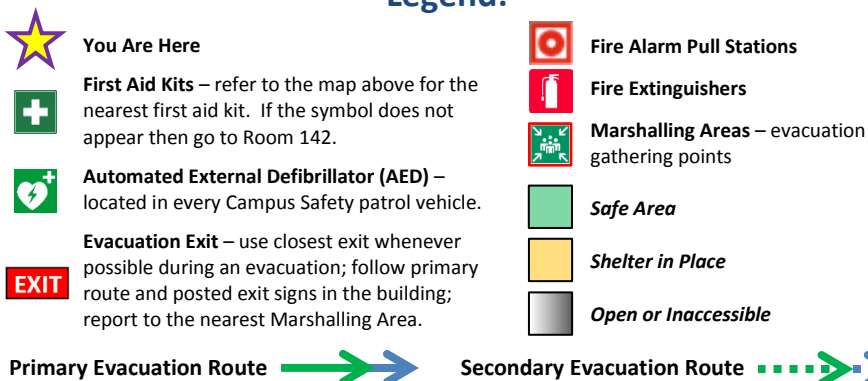 Legend:
You Are Here
First Aid Kits – refer to the map above for the
nearest first aid kit.  If the symbol does not
appear then go to Room 142.
Automated External Defibrillator (AED) –
located in every Campus Safety patrol vehicle.
Evacuation Exit – use closest exit whenever
possible during an evacuation; follow primary
EXIT
route and posted exit signs in the building;
report to the nearest Marshalling Area.
Fire Alarm Pull Stations
Fire Extinguishers
Marshalling Areas – evacuation
gathering points
Safe Area
Shelter in Place
Open or Inaccessible
Primary Evacuation Route
Secondary Evacuation Route